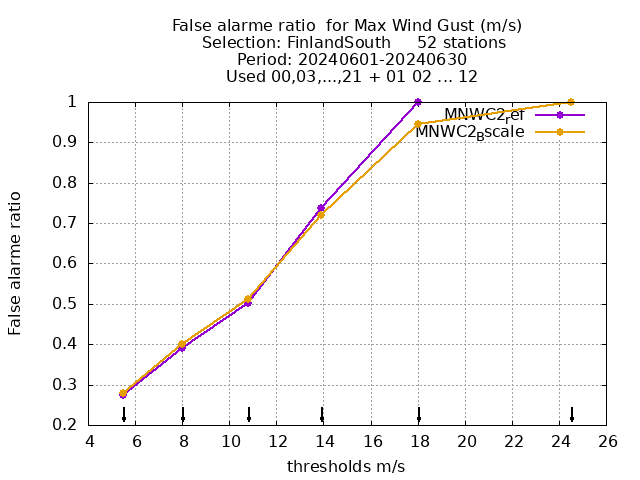 False alarme ratio  for Max Wind Gust (m/s)
Selection: FinlandSouth     52 stations
Period: 20240601-20240630
Used 00,03,...,21 + 01 02 ... 12
MNWC2ref
MNWC2Bscale
1
0.9
0.8
0.7
0.6
0.5
0.4
0.3
0.2
False alarme ratio
4 6 8 10 12 14 16 18 20 22 24 26
thresholds m/s